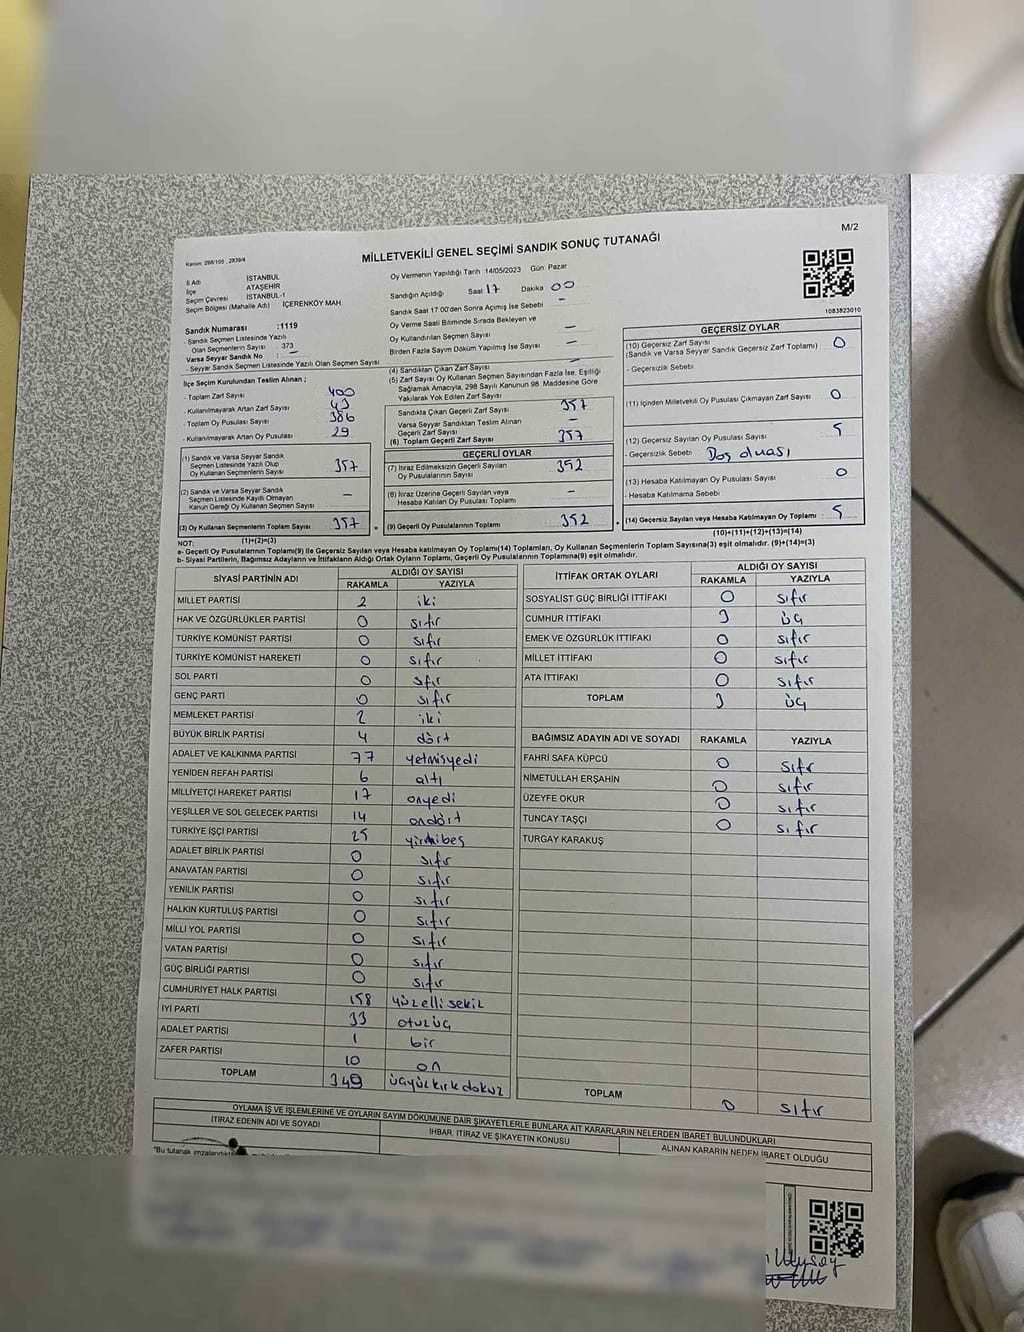 M/2
Kanun: 298/105 , 2839/4
MİLLETVEKİLİ GENEL SEÇİMİ SANDIK SONUÇ TUTANAĞI
İl Adı İSTANBUL
İlçe ATAŞEHİR
Seçim Çevresi İSTANBUL-1
Seçim Bölgesi (Mahalle Adı) İÇERENKÖY MAH.
Sandık Numarası :1119
- Sandık Seçmen Listesinde Yazılı
Olan Seçmenlerin Sayısı : 373
Varsa Seyyar Sandık No : –
- Seyyar Sandık Seçmen Listesinde Yazılı Olan Seçmen Sayısı
İlçe Seçim Kurulundan Teslim Alınan ;
- Toplam Zarf Sayısı 400
- Kullanılmayarak Artan Zarf Sayısı 43
- Toplam Oy Pusulası Sayısı 386
- Kullanılmayarak Artan Oy Pusulası 29
(1) Sandık ve Varsa Seyyar Sandık
Seçmen Listesinde Yazılı Olup
Oy Kullanan Seçmenlerin Sayısı 357
(2) Sandık ve Varsa Seyyar Sandık
Seçmen Listesinde Kayıtlı Olmayan
Kanun Gereği Oy Kullanan Seçmen Sayısı –
(3) Oy Kullanan Seçmenlerin Toplam Sayısı 357 =
(1)+(2)=(3)
Oy Vermenin Yapıldığı Tarih 14/05/2023 Gün: Pazar
Sandığın Açıldığı Saat 17 Dakika 00
Sandık Saat 17:00'den Sonra Açımış İse Sebebi –
Oy Verme Saati Bitiminde Sırada Bekleyen ve
Oy Kullandırılan Seçmen Sayısı –
Birden Fazla Sayım Döküm Yapılmış İse Sayısı –
(4) Sandıktan Çıkan Zarf Sayısı –
(5) Zarf Sayısı Oy Kullanan Seçmen Sayısından Fazla İse, Eşitliği
Sağlamak Amacıyla, 298 Sayılı Kanunun 98. Maddesine Göre
Yakılarak Yok Edilen Zarf Sayısı
Sandıkta Çıkan Geçerli Zarf Sayısı 357
Varsa Seyyar Sandıktan Teslim Alınan
Geçerli Zarf Sayısı –
(6) Toplam Geçerli Zarf Sayısı 357
GEÇERLİ OYLAR
(7) İtiraz Edilmeksizin Geçerli Sayılan
Oy Pusulalarının Sayısı 352
(8) İtiraz Üzerine Geçerli Sayılan veya
Hesaba Katılan Oy Pusulası Toplamı –
(9) Geçerli Oy Pusulalarının Toplamı 352
1083823010
GEÇERSİZ OYLAR
(10) Geçersiz Zarf Sayısı 0
(Sandık ve Varsa Seyyar Sandık Geçersiz Zarf Toplamı)
- Geçersizlik Sebebi
(11) İçinden Milletvekili Oy Pusulası Çıkmayan Zarf Sayısı 0
(12) Geçersiz Sayılan Oy Pusulası Sayısı 5
- Geçersizlik Sebebi Boş olması
(13) Hesaba Katılmayan Oy Pusulası Sayısı 0
- Hesaba Katılmama Sebebi
+ (14) Geçersiz Sayılan veya Hesaba Katılmayan Oy Toplamı : 5
(10)+(11)+(12)+(13)=(14)
NOT:
a- Geçerli Oy Pusulalarının Toplamı(9) ile Geçersiz Sayılan veya Hesaba katılmayan Oy Toplamı(14) Toplamları, Oy Kullanan Seçmenlerin Toplam Sayısına(3) eşit olmalıdır. (9)+(14)=(3)
b- Siyasi Partilerin, Bağımsız Adayların ve İttifakların Aldığı Ortak Oyların Toplamı, Geçerli Oy Pusulalarının Toplamına(9) eşit olmalıdır.
SİYASİ PARTİNİN ADI ALDIĞI OY SAYISI
RAKAMLA YAZIYLA
MİLLET PARTİSİ 2 iki
HAK VE ÖZGÜRLÜKLER PARTİSİ 0 sıfır
TÜRKİYE KOMÜNİST PARTİSİ 0 sıfır
TÜRKİYE KOMÜNİST HAREKETİ 0 sıfır
SOL PARTİ 0 sfır
GENÇ PARTİ 0 sıfır
MEMLEKET PARTİSİ 2 iki
BÜYÜK BİRLİK PARTİSİ 4 dört
ADALET VE KALKINMA PARTİSİ 77 yetmişyedi
YENİDEN REFAH PARTİSİ 6 altı
MİLLİYETÇİ HAREKET PARTİSİ 17 onyedi
YEŞİLLER VE SOL GELECEK PARTİSİ 14 ondört
TÜRKİYE İŞÇİ PARTİSİ 25 yirmibeş
ADALET BİRLİK PARTİSİ 0 sıfır
ANAVATAN PARTİSİ 0 sıfır
YENİLİK PARTİSİ 0 sıfır
HALKIN KURTULUŞ PARTİSİ 0 sıfır
MİLLİ YOL PARTİSİ 0 sıfır
VATAN PARTİSİ 0 sıfır
GÜÇ BİRLİĞİ PARTİSİ 0 sıfır
CUMHURİYET HALK PARTİSİ 158 yüzellisekiz
İYİ PARTİ 33 otuzüç
ADALET PARTİSİ 1 bir
ZAFER PARTİSİ 10 on
TOPLAM 349 üçyüzkırkdokuz
İTTİFAK ORTAK OYLARI ALDIĞI OY SAYISI
RAKAMLA YAZIYLA
SOSYALİST GÜÇ BİRLİĞİ İTTİFAKI 0 sıfır
CUMHUR İTTİFAKI 3 üç
EMEK VE ÖZGÜRLÜK İTTİFAKI 0 sıfır
MİLLET İTTİFAKI 0 sıfır
ATA İTTİFAKI 0 sıfır
TOPLAM 3 üç
BAĞIMSIZ ADAYIN ADI VE SOYADI RAKAMLA YAZIYLA
FAHRİ SAFA KÜPCÜ 0 sıfır
NİMETULLAH ERŞAHİN 0 sıfır
ÜZEYFE OKUR 0 sıfır
TUNCAY TAŞÇI 0 sıfır
TURGAY KARAKUŞ
TOPLAM 0 sıfır
OYLAMA İŞ VE İŞLEMLERİNE VE OYLARIN SAYIM DÖKÜMÜNE DAİR ŞİKAYETLERLE BUNLARA AİT KARARLARIN NELERDEN İBARET BULUNDUKLARI
İTİRAZ EDENİN ADI VE SOYADI İHBAR, İTİRAZ VE ŞİKAYETİN KONUSU ALINAN KARARIN NEDEN İBARET OLDUĞU
*Bu tutanak